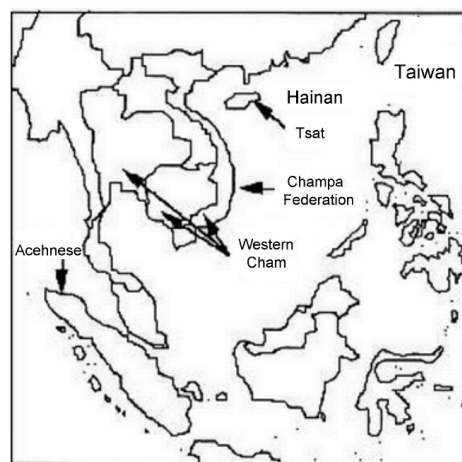 Taiwan
Hainan
Tsat
Champa
Federation
Western
Cham
Acehnese